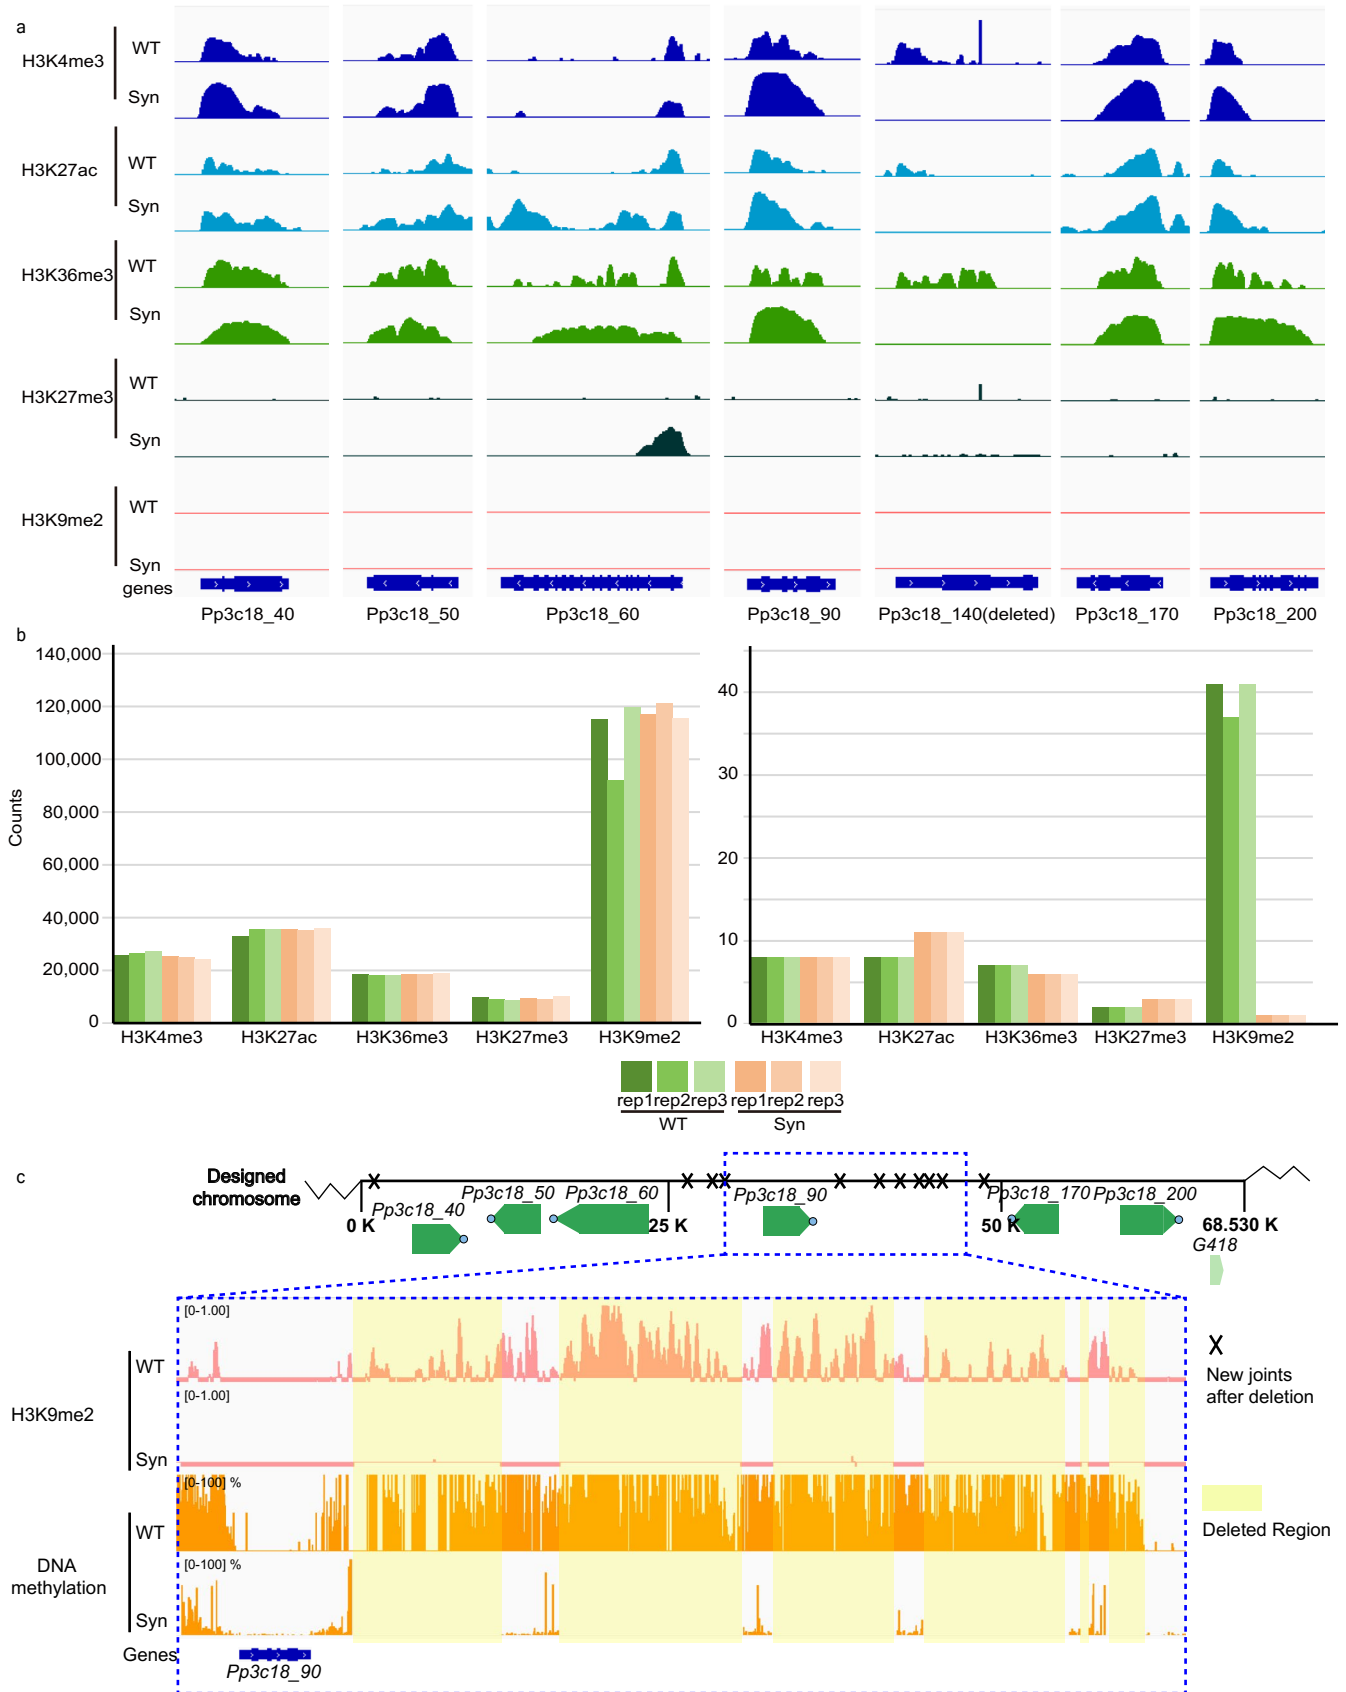 a
H3K4me3
WT
Syn
H3K27ac
WT
Syn
H3K36me3
WT
Syn
H3K27me3
WT
Syn
H3K9me2
WT
Syn
genes
Pp3c18_40 Pp3c18_50 Pp3c18_60 Pp3c18_90 Pp3c18_140(deleted) Pp3c18_170 Pp3c18_200
b
Counts
140,000
120,000
100,000
80,000
60,000
40,000
20,000
0
H3K4me3 H3K27ac H3K36me3 H3K27me3 H3K9me2
40
30
20
10
0
H3K4me3 H3K27ac H3K36me3 H3K27me3 H3K9me2
rep1 rep2 rep3 rep1 rep2 rep3
WT Syn
c
Designed
chromosome
Pp3c18_40 Pp3c18_50 Pp3c18_60 Pp3c18_90 Pp3c18_170 Pp3c18_200
0 K 25 K 50 K 68.530 K
G418
[0-1.00]
WT
[0-1.00]
H3K9me2
Syn
[0-100] %
WT
[0-100] %
DNA
methylation
Syn
Genes
Pp3c18_90
X
New joints
after deletion
Deleted Region